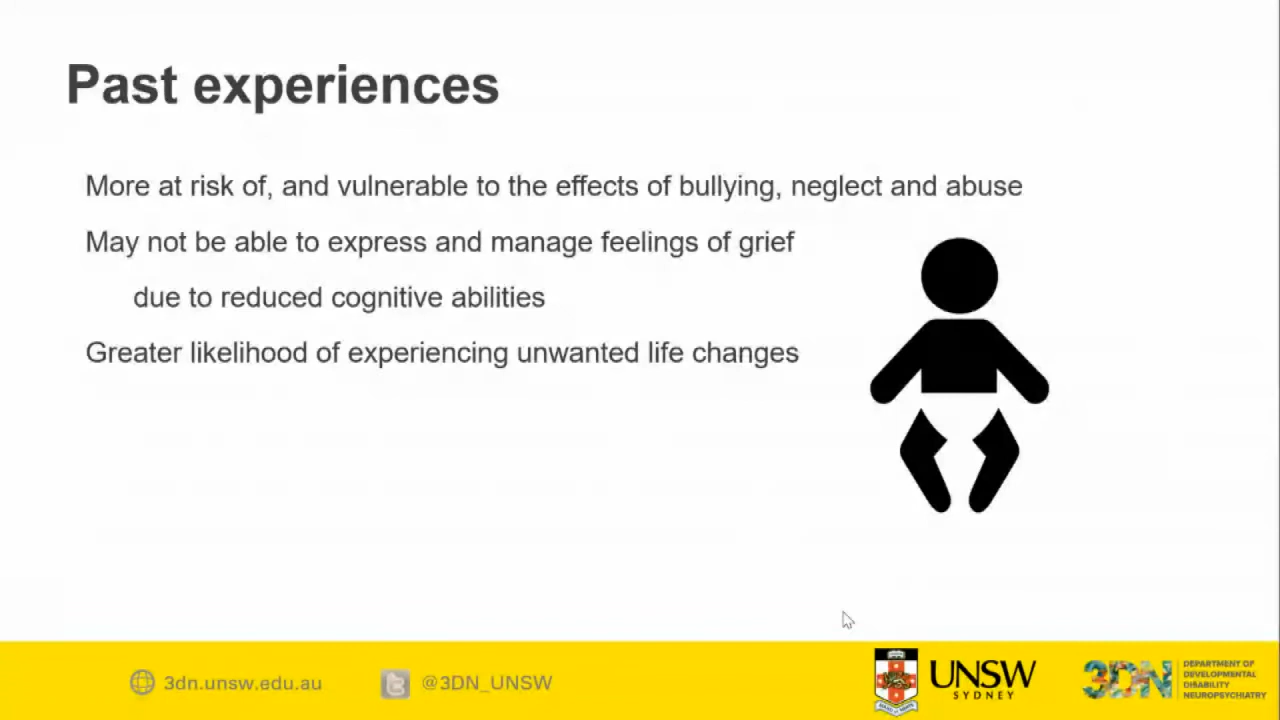 Past experiences
More at risk of, and vulnerable to the effects of bullying, neglect and abuse
May not be able to express and manage feelings of grief
due to reduced cognitive abilities
Greater likelihood of experiencing unwanted life changes
3dn.unsw.edu.au
@3DN_UNSW
UNSW
SYDNEY
3DN
DEPARTMENT OF
DEVELOPMENTAL
DISABILITY
NEUROPSYCHIATRY